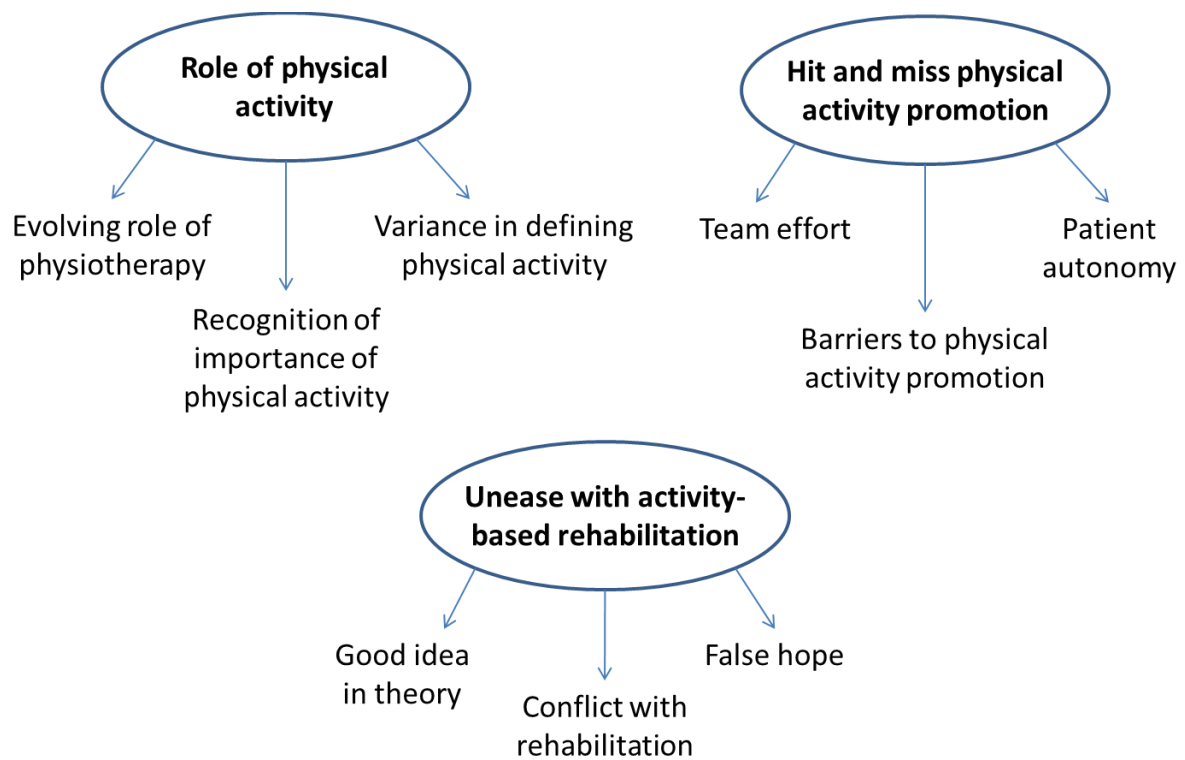 Role of physical
activity
Evolving role of
physiotherapy
Recognition of
importance of
physical activity
Variance in defining
physical activity
Hit and miss physical
activity promotion
Team effort
Barriers to physical
activity promotion
Patient
autonomy
Unease with activity-
based rehabilitation
Good idea
in theory
Conflict with
rehabilitation
False hope